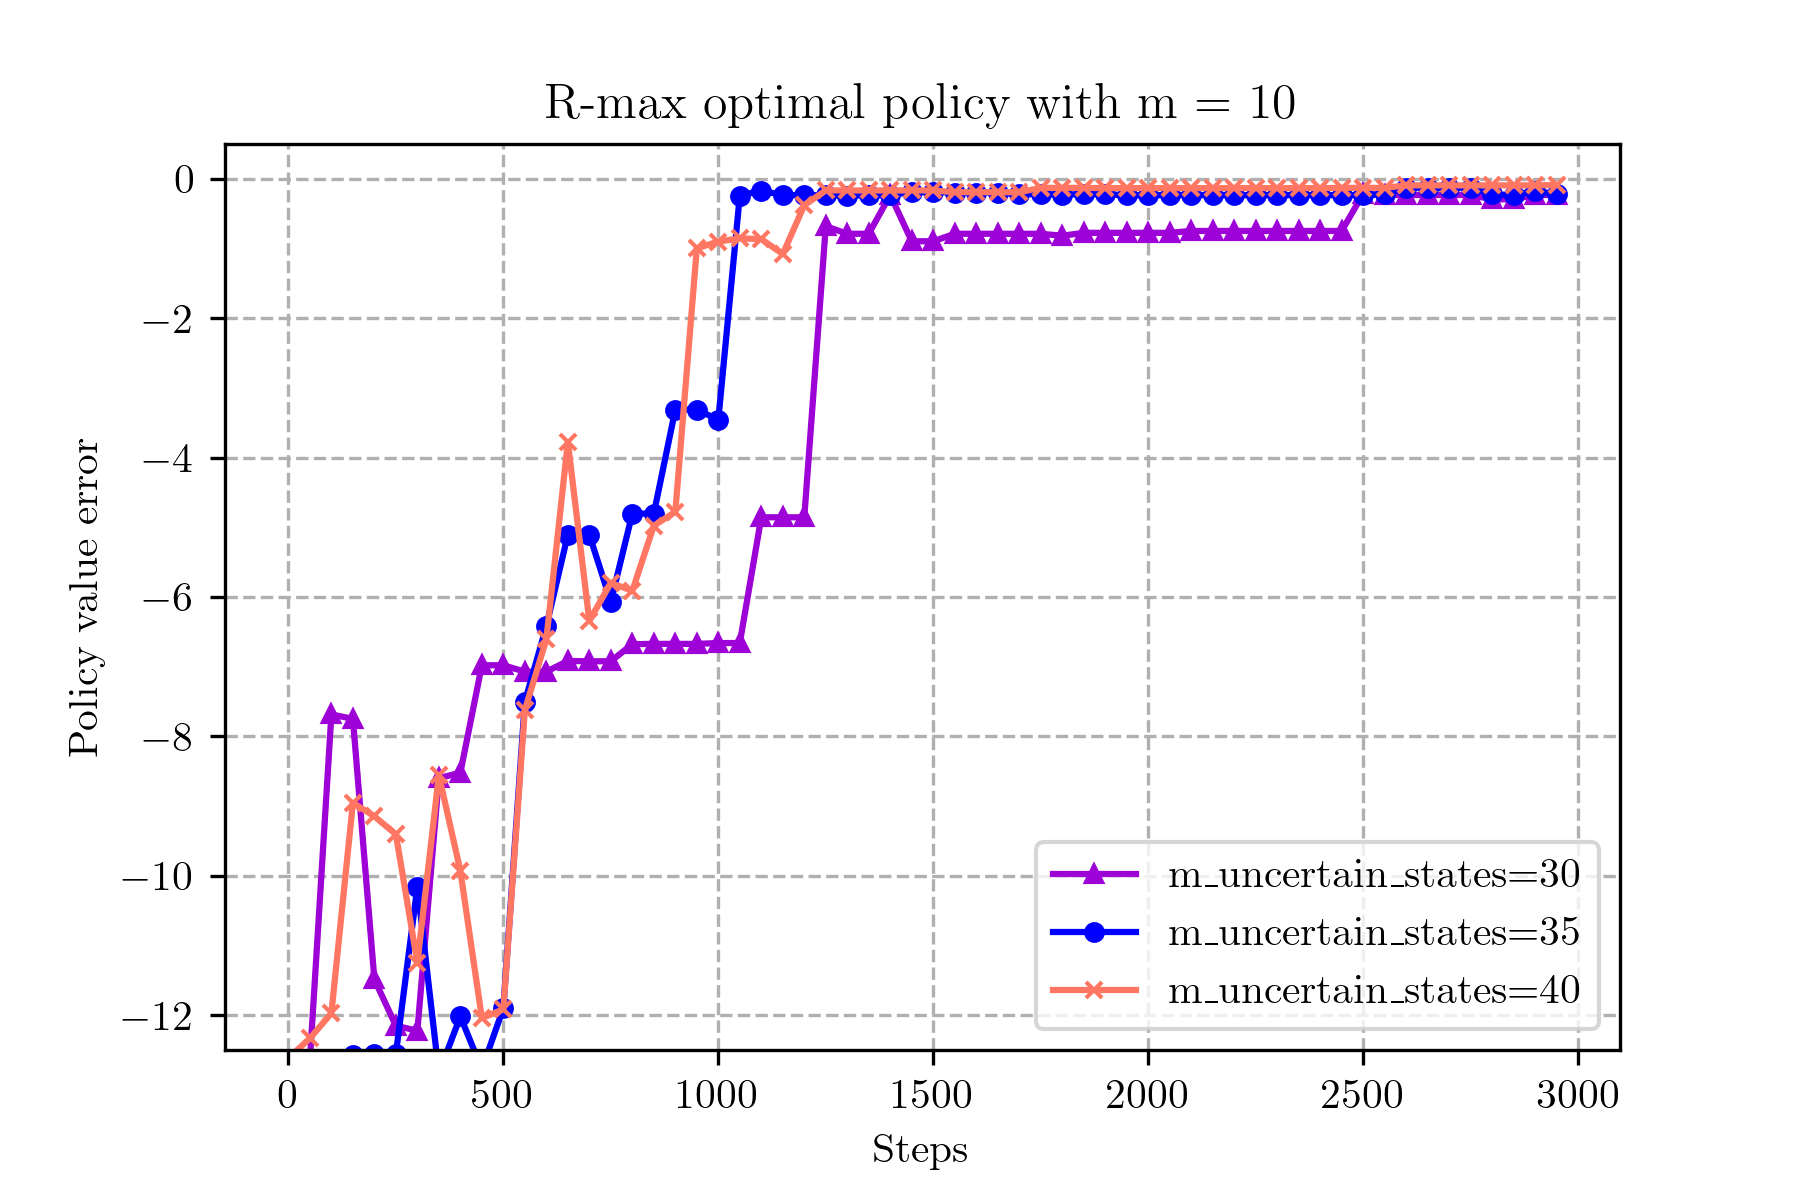 R-max optimal policy with m = 10
Policy value error
0
−2
−4
−6
−8
−10
−12
m_uncertain_states=30
m_uncertain_states=35
m_uncertain_states=40
0 500 1000 1500 2000 2500 3000
Steps